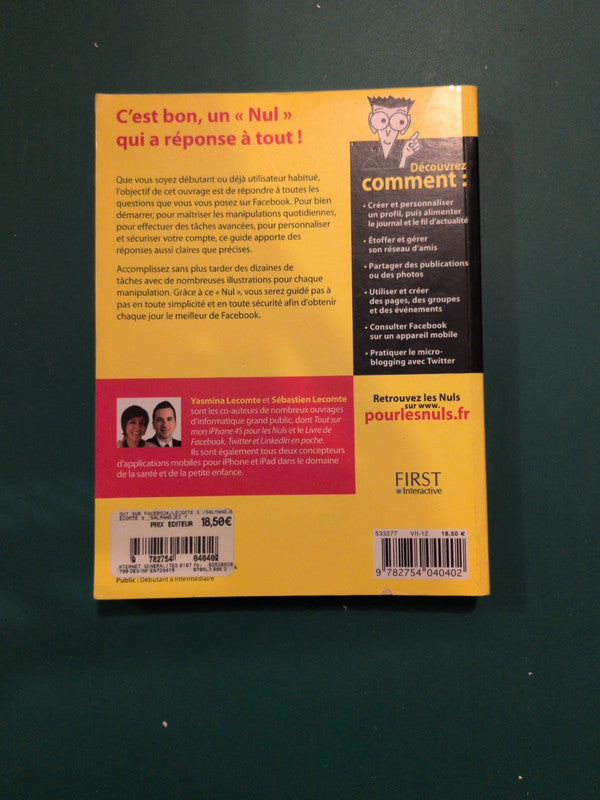 C'est bon, un « Nul »
qui a réponse à tout !
Que vous soyez débutant ou déjà utilisateur habitué,
l'objectif de cet ouvrage est de répondre à toutes les
questions que vous vous posez sur Facebook. Pour bien
démarrer, pour maîtriser les manipulations quotidiennes,
pour effectuer des tâches avancées, pour personnaliser
et sécuriser votre compte, ce guide apporte des
réponses aussi claires que précises.
Accomplissez sans plus tarder des dizaines de
tâches avec de nombreuses illustrations pour chaque
manipulation. Grâce à ce « Nul », vous serez guidé pas à
pas en toute simplicité et en toute sécurité afin d'obtenir
chaque jour le meilleur de Facebook.
Découvrez
comment :
• Créer et personnaliser
un profil, puis alimenter
le journal et le fil d'actualité
• Étoffer et gérer
son réseau d'amis
• Partager des publications
ou des photos
• Utiliser et créer
des pages, des groupes
et des événements
• Consulter Facebook
sur un appareil mobile
• Pratiquer le micro-
blogging avec Twitter
Yasmina Lecomte et Sébastien Lecomte
sont les co-auteurs de nombreux ouvrages
d'informatique grand public, dont Tout sur
mon iPhone 4S pour les Nuls et le Livre de
Facebook, Twitter et LinkedIn en poche.
Ils sont également tous deux concepteurs
d'applications mobiles pour iPhone et iPad dans le domaine
de la santé et de la petite enfance.
Retrouvez les Nuls
sur www.
pourlesnuls.fr
FIRST
Interactive
PRIX EDITEUR 18,50€
9 782754 040402
Public : Débutant à Intermédiaire
533277 VII-12 18,50 €
9 782754 040402